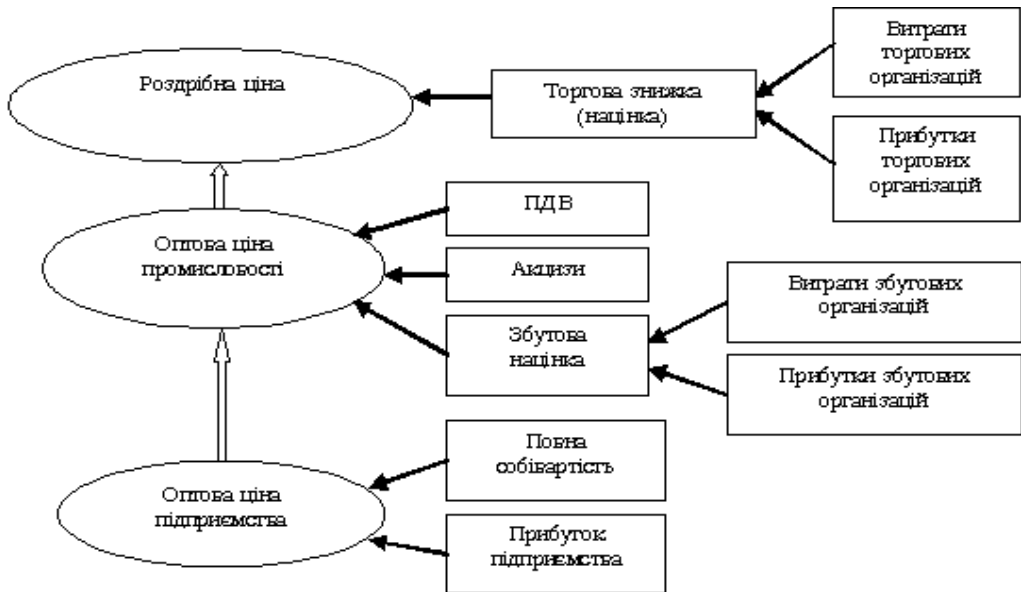 Роздрібна ціна
Торгова знижка
(націнка)
Витрати
торгових
організацій
Прибутки
торгових
організацій
Оптова ціна
промисловості
ПДВ
Акцизи
Збутова
націнка
Витрати збутових
організацій
Прибутки збутових
організацій
Оптова ціна
підприємства
Повна
собівартість
Прибуток
підприємства